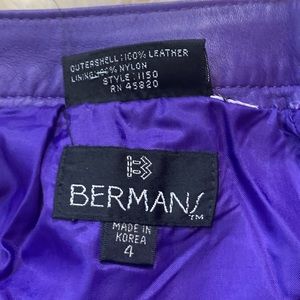 OUTERSHELL: 100% LEATHER
LINING: 100% NYLON
STYLE: 1150
RN 45820
B
BERMANS
TM
MADE IN
KOREA
4